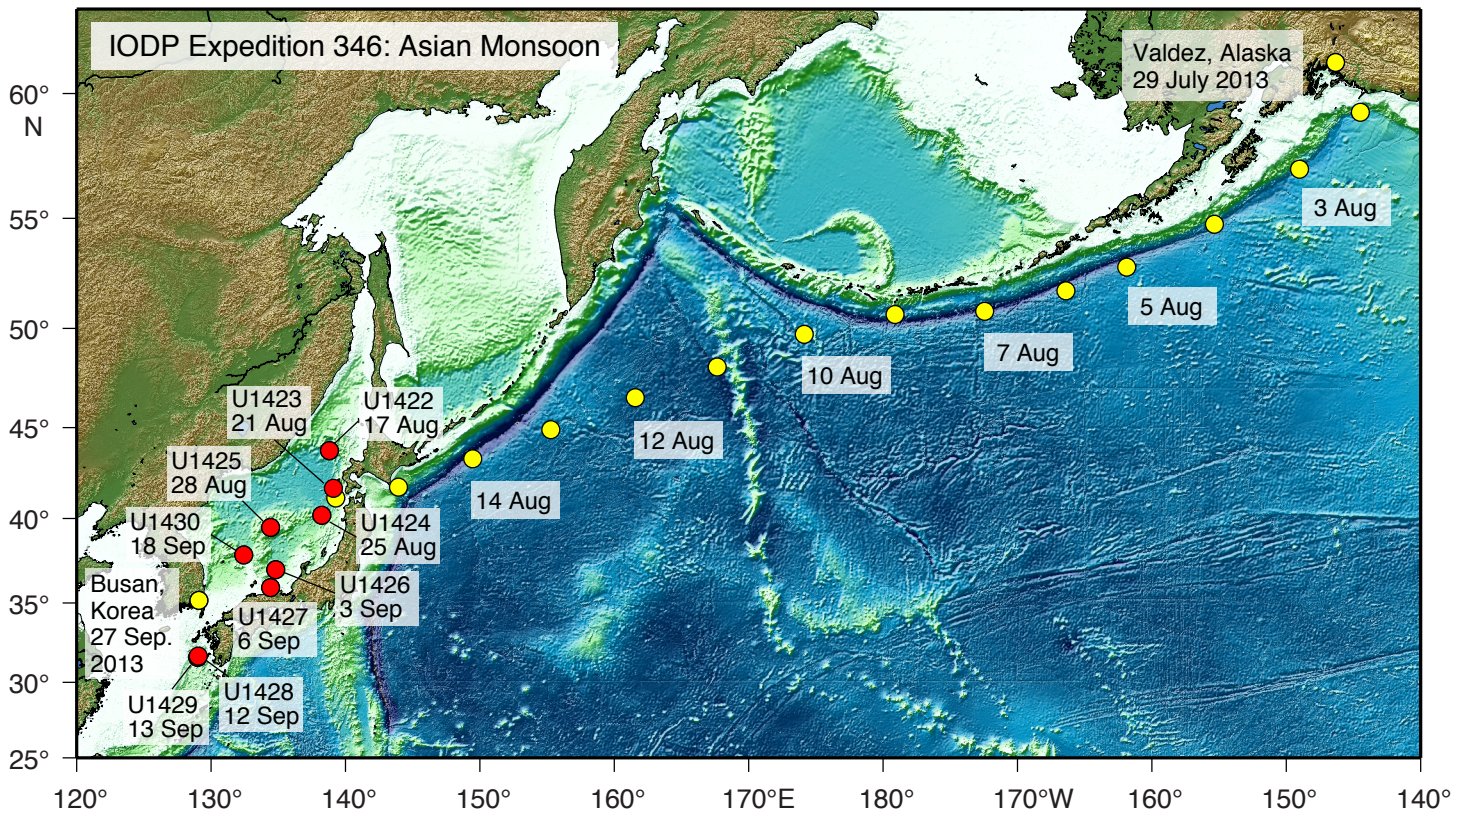 IODP Expedition 346: Asian Monsoon
Valdez, Alaska
29 July 2013
60°
N
55°
50°
45°
40°
35°
30°
25°
3 Aug
5 Aug
7 Aug
10 Aug
12 Aug
14 Aug
U1423
21 Aug
U1422
17 Aug
U1425
28 Aug
U1430
18 Sep
U1424
25 Aug
U1426
3 Sep
Busan,
Korea
27 Sep.
2013
U1427
6 Sep
U1428
12 Sep
U1429
13 Sep
120°
130°
140°
150°
160°
170°E
180°
170°W
160°
150°
140°